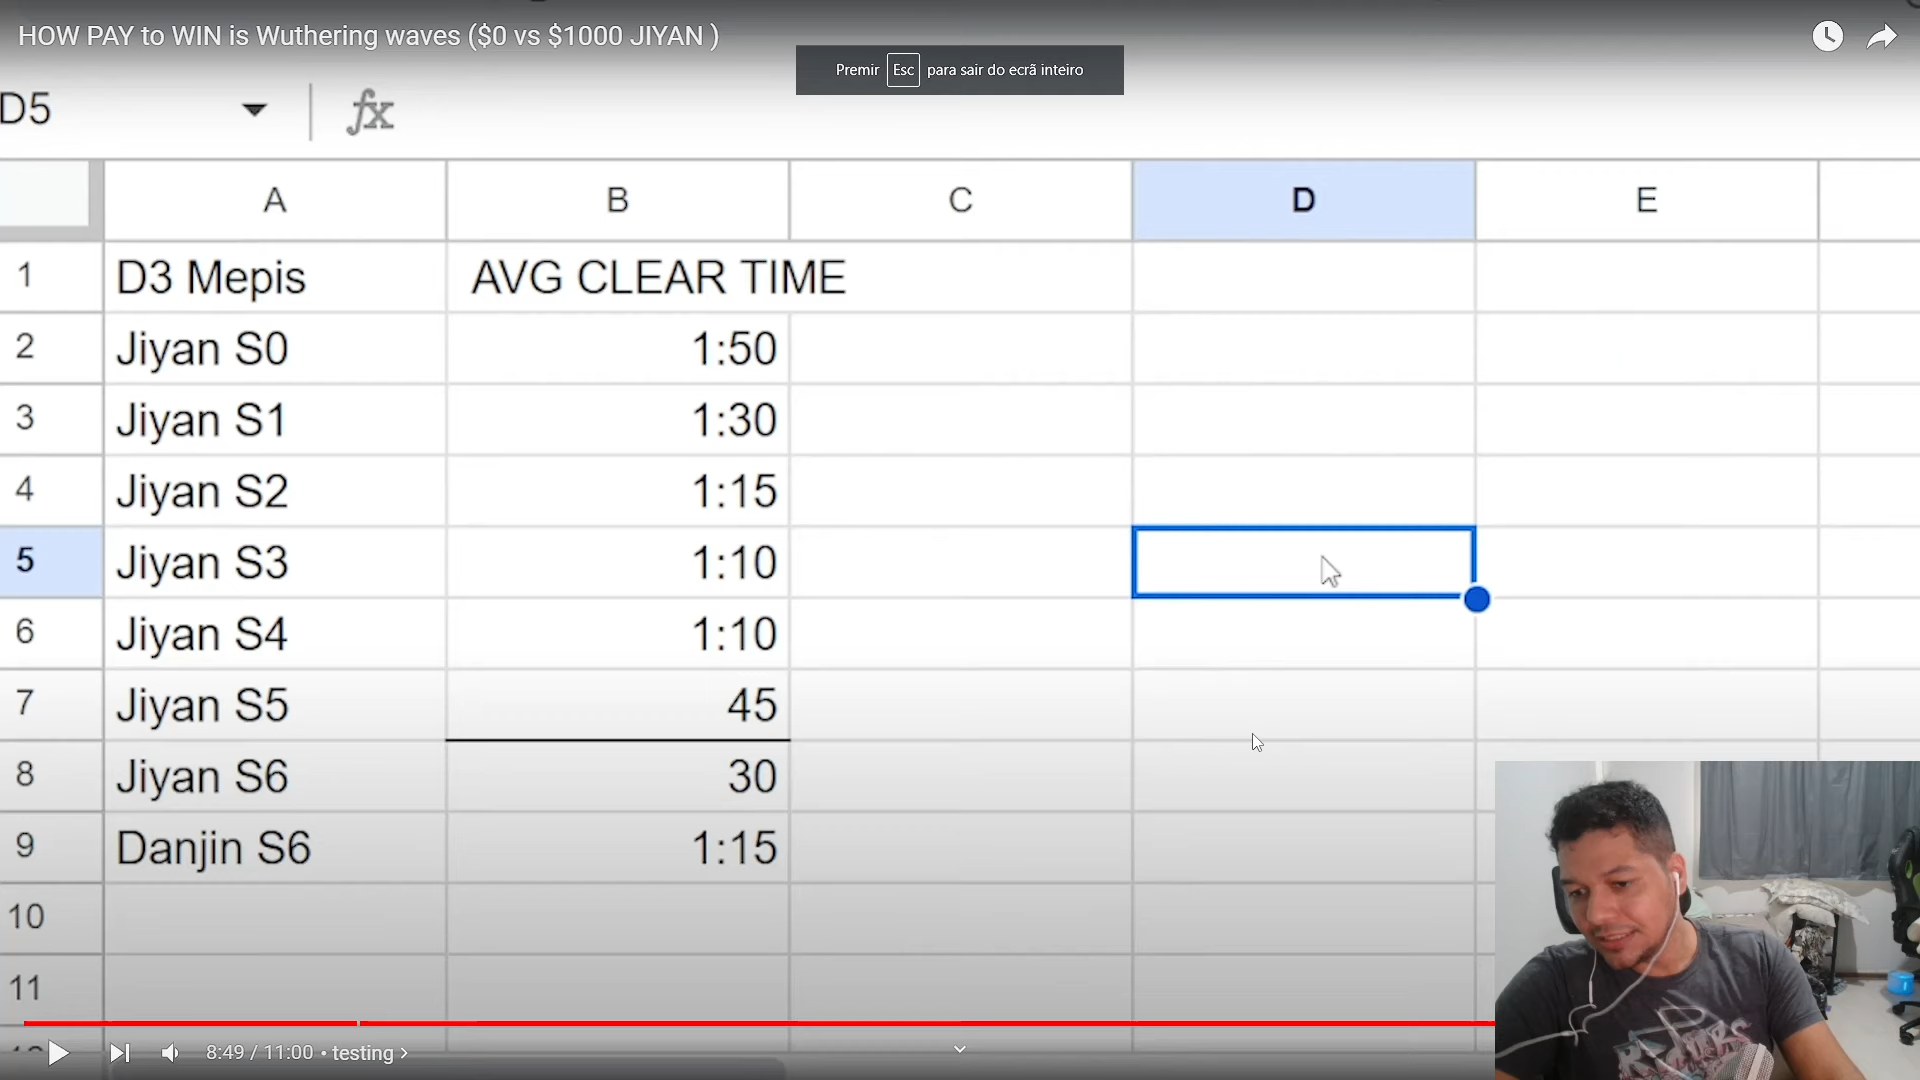 HOW PAY to WIN is Wuthering waves ($0 vs $1000 JIYAN )
Premir Esc para sair do ecrã inteiro
D5 fx
A B C D E
1 D3 Mepis AVG CLEAR TIME
2 Jiyan S0 1:50
3 Jiyan S1 1:30
4 Jiyan S2 1:15
5 Jiyan S3 1:10
6 Jiyan S4 1:10
7 Jiyan S5 45
8 Jiyan S6 30
9 Danjin S6 1:15
10
11
8:49 / 11:00 • testing